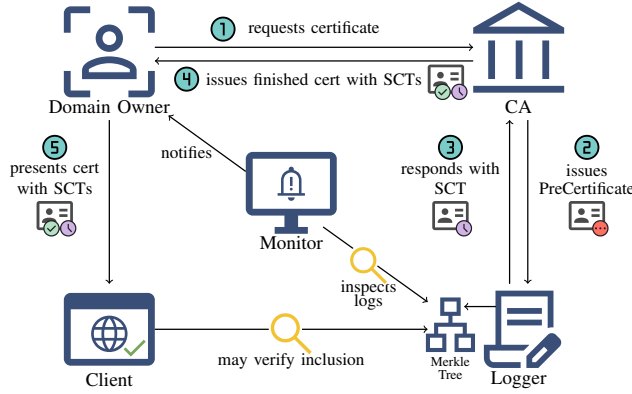 1 requests certificate
4 issues finished cert with SCTs
Domain Owner
CA
5
presents cert
with SCTs
notifies
Monitor
3
responds with
SCT
2
issues
PreCertificate
inspects
logs
may verify inclusion
Client
Merkle
Tree
Logger